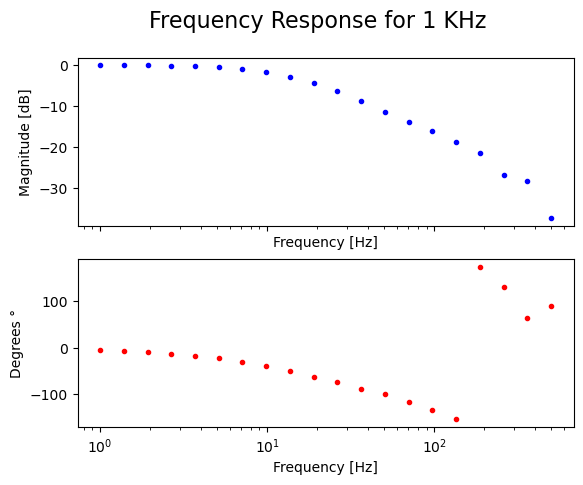 Frequency Response for 1 KHz
0
−10
−20
−30
Magnitude [dB]
Frequency [Hz]
100
0
−100
Degrees °
10⁰
10¹
10²
Frequency [Hz]